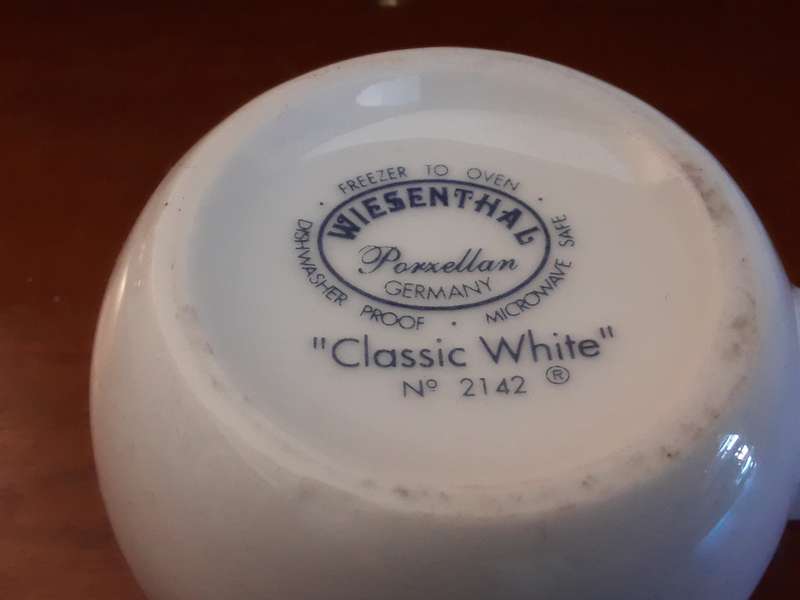 FREEZER TO OVEN ·
WIESENTHAL
Porzellan
GERMANY
DISHWASHER PROOF · MICROWAVE SAFE ·
"Classic White"
Nº 2142 ®